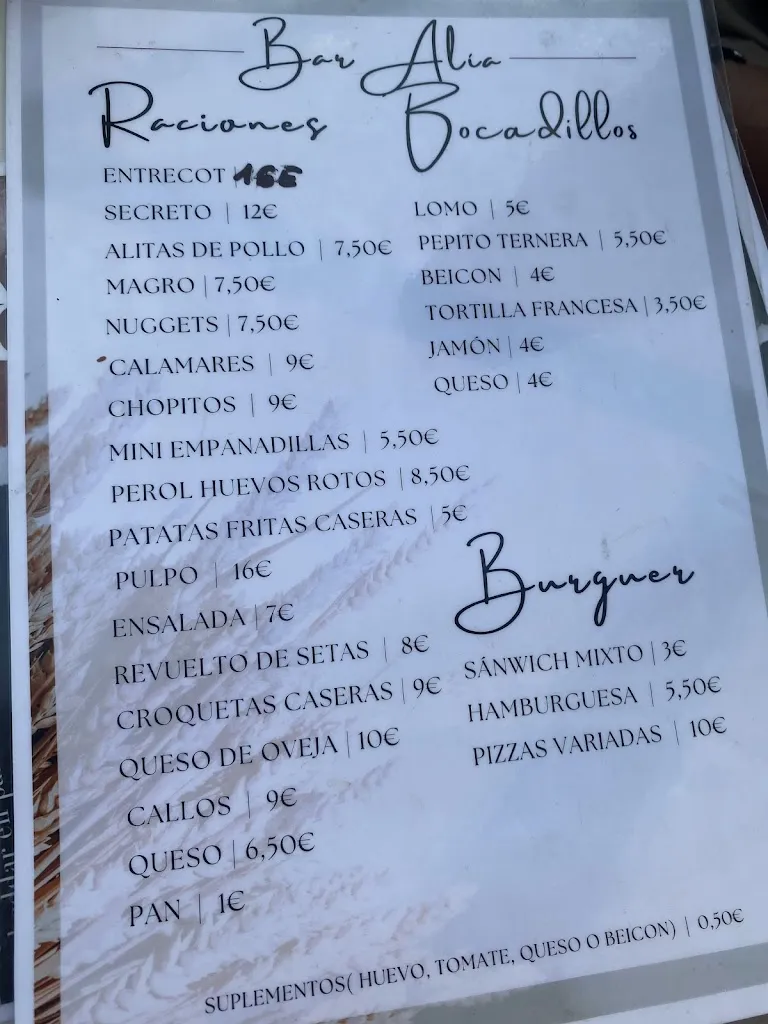 Bar Alia
Raciones
ENTRECOT | 16€
SECRETO | 12€
ALITAS DE POLLO | 7,50€
MAGRO | 7,50€
NUGGETS | 7,50€
CALAMARES | 9€
CHOPITOS | 9€
MINI EMPANADILLAS | 5,50€
PEROL HUEVOS ROTOS | 8,50€
PATATAS FRITAS CASERAS | 5€
PULPO | 16€
ENSALADA | 7€
REVUELTO DE SETAS | 8€
CROQUETAS CASERAS | 9€
QUESO DE OVEJA | 10€
CALLOS | 9€
QUESO | 6,50€
PAN | 1€
Bocadillos
LOMO | 5€
PEPITO TERNERA | 5,50€
BEICON | 4€
TORTILLA FRANCESA | 3,50€
JAMÓN | 4€
QUESO | 4€
Burguer
SÁNWICH MIXTO | 3€
HAMBURGUESA | 5,50€
PIZZAS VARIADAS | 10€
SUPLEMENTOS( HUEVO, TOMATE, QUESO O BEICON) | 0,50€